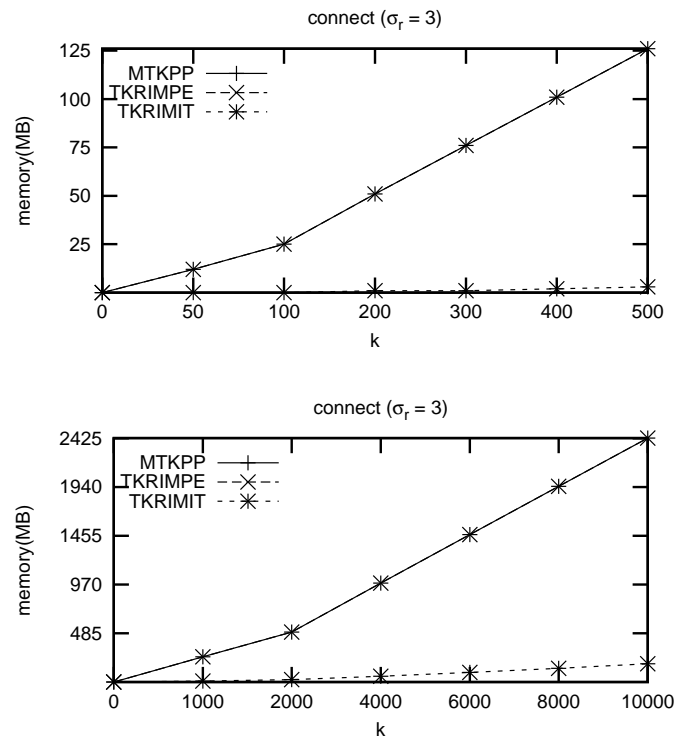 connect (σr = 3)
125
100
75
50
25
memory(MB)
MTKPP
TKRIMPE
TKRIMIT
0 50 100 200 300 400 500
k
connect (σr = 3)
2425
1940
1455
970
485
memory(MB)
MTKPP
TKRIMPE
TKRIMIT
0 1000 2000 4000 6000 8000 10000
k